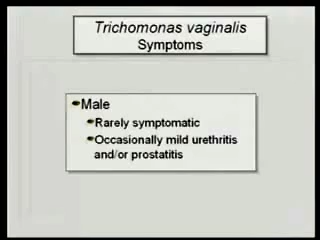 Trichomonas vaginalis
Symptoms
Male
Rarely symptomatic
Occasionally mild urethritis
and/or prostatitis